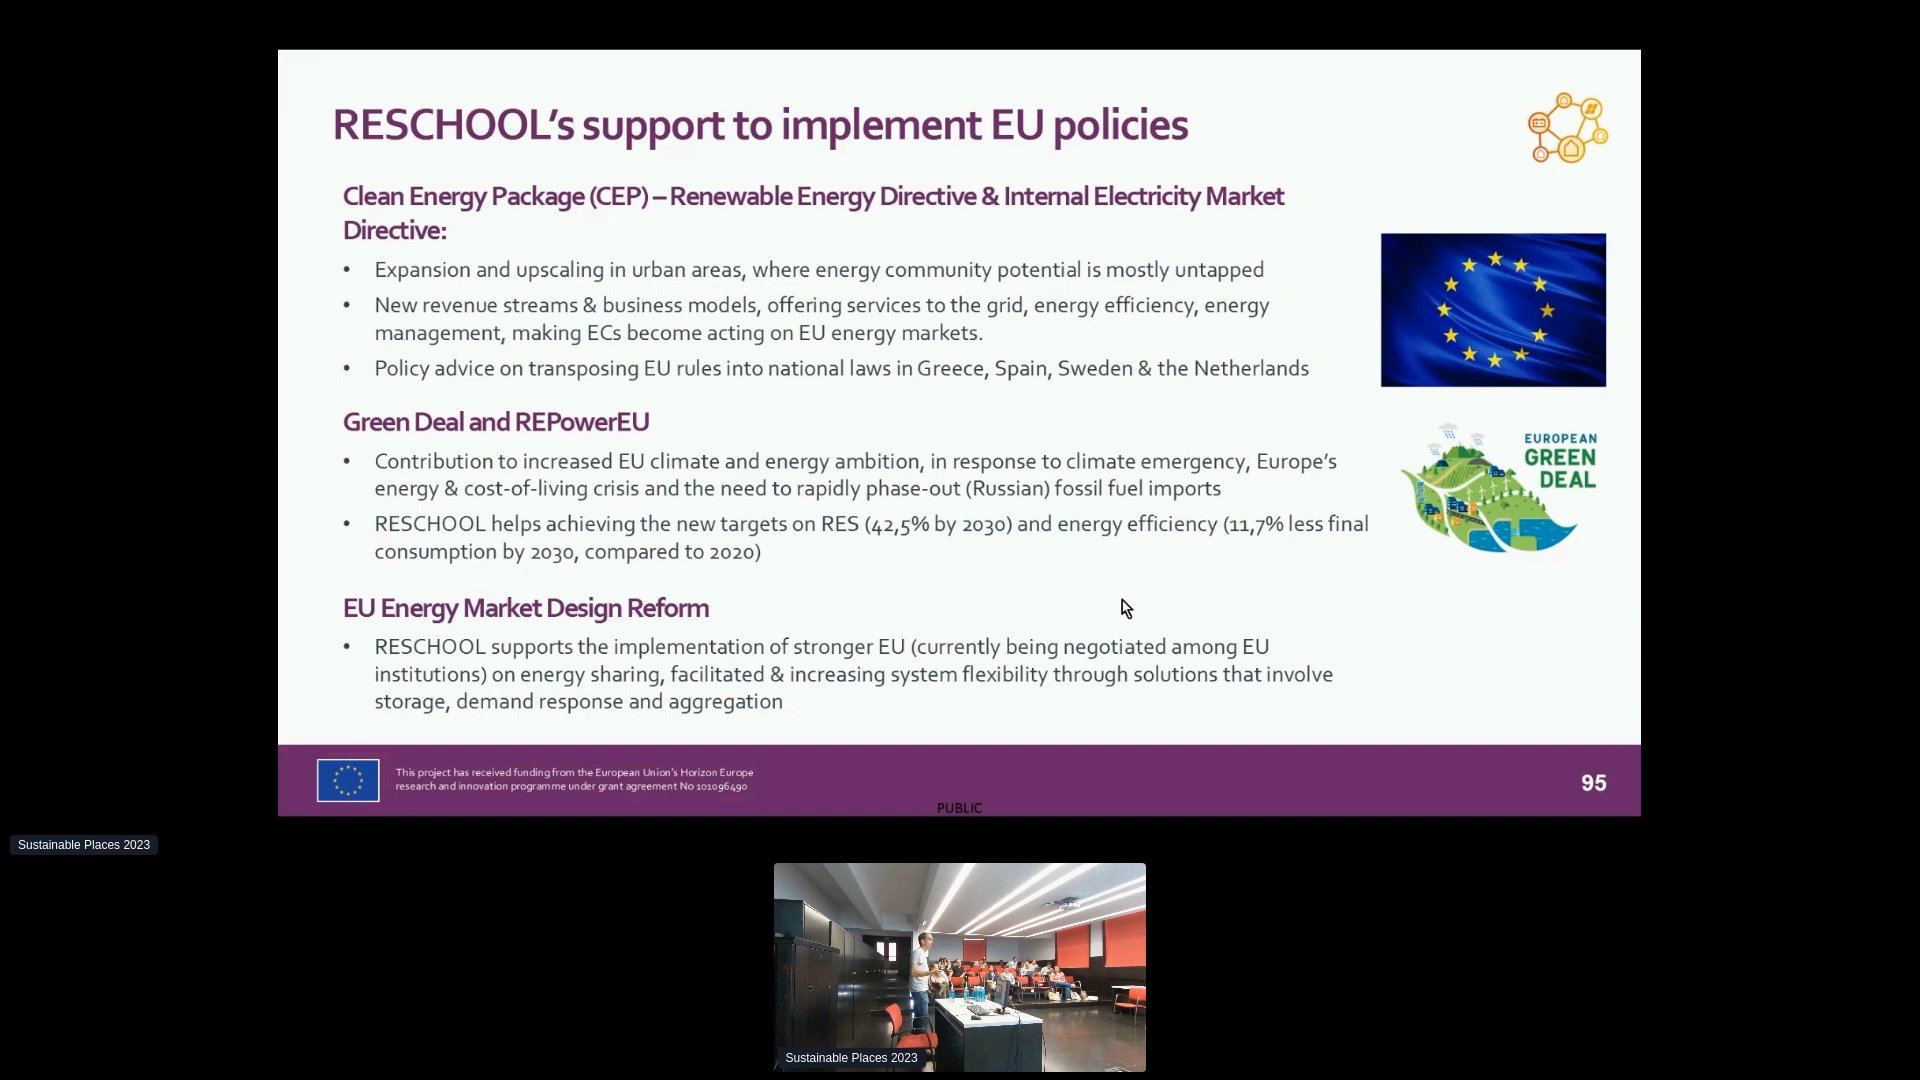 RESCHOOL's support to implement EU policies
Clean Energy Package (CEP) – Renewable Energy Directive & Internal Electricity Market
Directive:
• Expansion and upscaling in urban areas, where energy community potential is mostly untapped
• New revenue streams & business models, offering services to the grid, energy efficiency, energy
management, making ECs become acting on EU energy markets.
• Policy advice on transposing EU rules into national laws in Greece, Spain, Sweden & the Netherlands
Green Deal and REPowerEU
• Contribution to increased EU climate and energy ambition, in response to climate emergency, Europe's
energy & cost-of-living crisis and the need to rapidly phase-out (Russian) fossil fuel imports
• RESCHOOL helps achieving the new targets on RES (42,5% by 2030) and energy efficiency (11,7% less final
consumption by 2030, compared to 2020)
EUROPEAN
GREEN
DEAL
EU Energy Market Design Reform
• RESCHOOL supports the implementation of stronger EU (currently being negotiated among EU
institutions) on energy sharing, facilitated & increasing system flexibility through solutions that involve
storage, demand response and aggregation
This project has received funding from the European Union's Horizon Europe
research and innovation programme under grant agreement No 101096490
95
PUBLIC
Sustainable Places 2023
Sustainable Places 2023